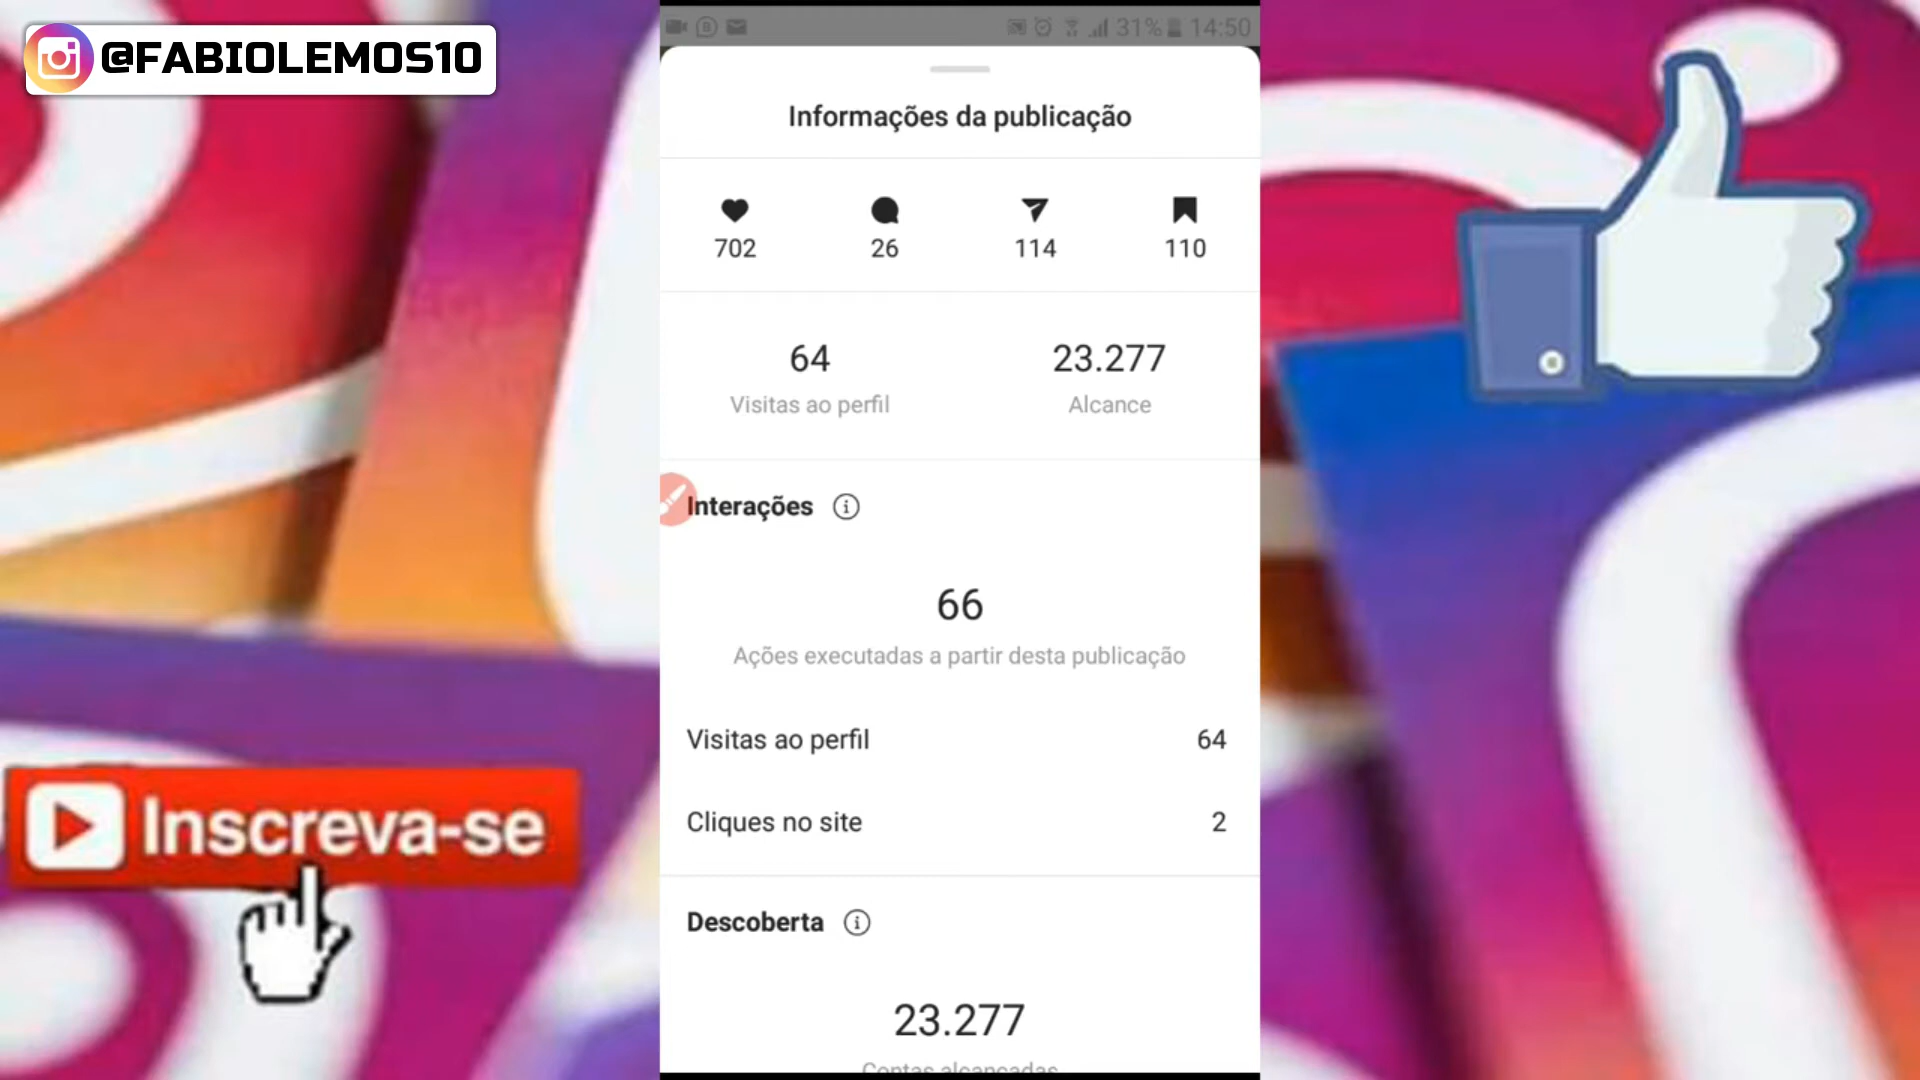 @FABIOLEMOS10
31% 14:50
Informações da publicação
702 26 114 110
64 23.277
Visitas ao perfil Alcance
Interações
66
Ações executadas a partir desta publicação
Visitas ao perfil 64
Cliques no site 2
Inscreva-se
Descoberta
23.277
Contas alcançadas